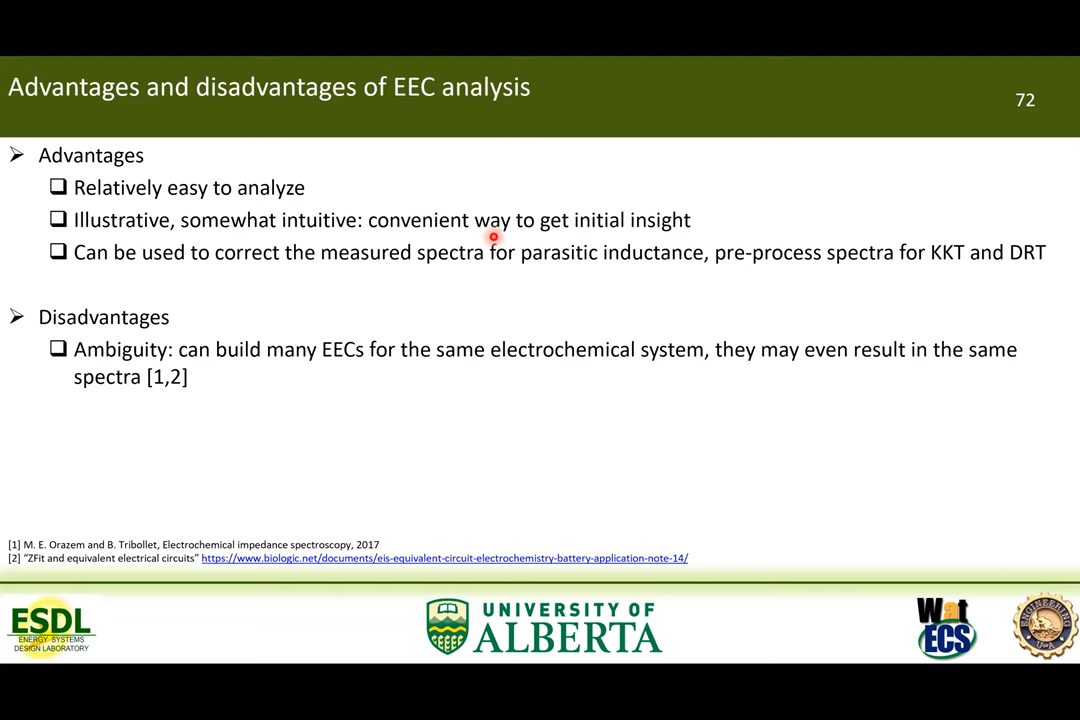 Advantages and disadvantages of EEC analysis
72
Advantages
Relatively easy to analyze
Illustrative, somewhat intuitive: convenient way to get initial insight
Can be used to correct the measured spectra for parasitic inductance, pre-process spectra for KKT and DRT
Disadvantages
Ambiguity: can build many EECs for the same electrochemical system, they may even result in the same
spectra [1,2]
[1] M. E. Orazem and B. Tribollet, Electrochemical impedance spectroscopy, 2017
[2] “ZFit and equivalent electrical circuits” https://www.biologic.net/documents/eis-equivalent-circuit-electrochemistry-battery-application-note-14/
ESDL
ENERGY SYSTEMS
DESIGN LABORATORY
UNIVERSITY OF
ALBERTA
Wat
ECS
ENGINEERING
U of A